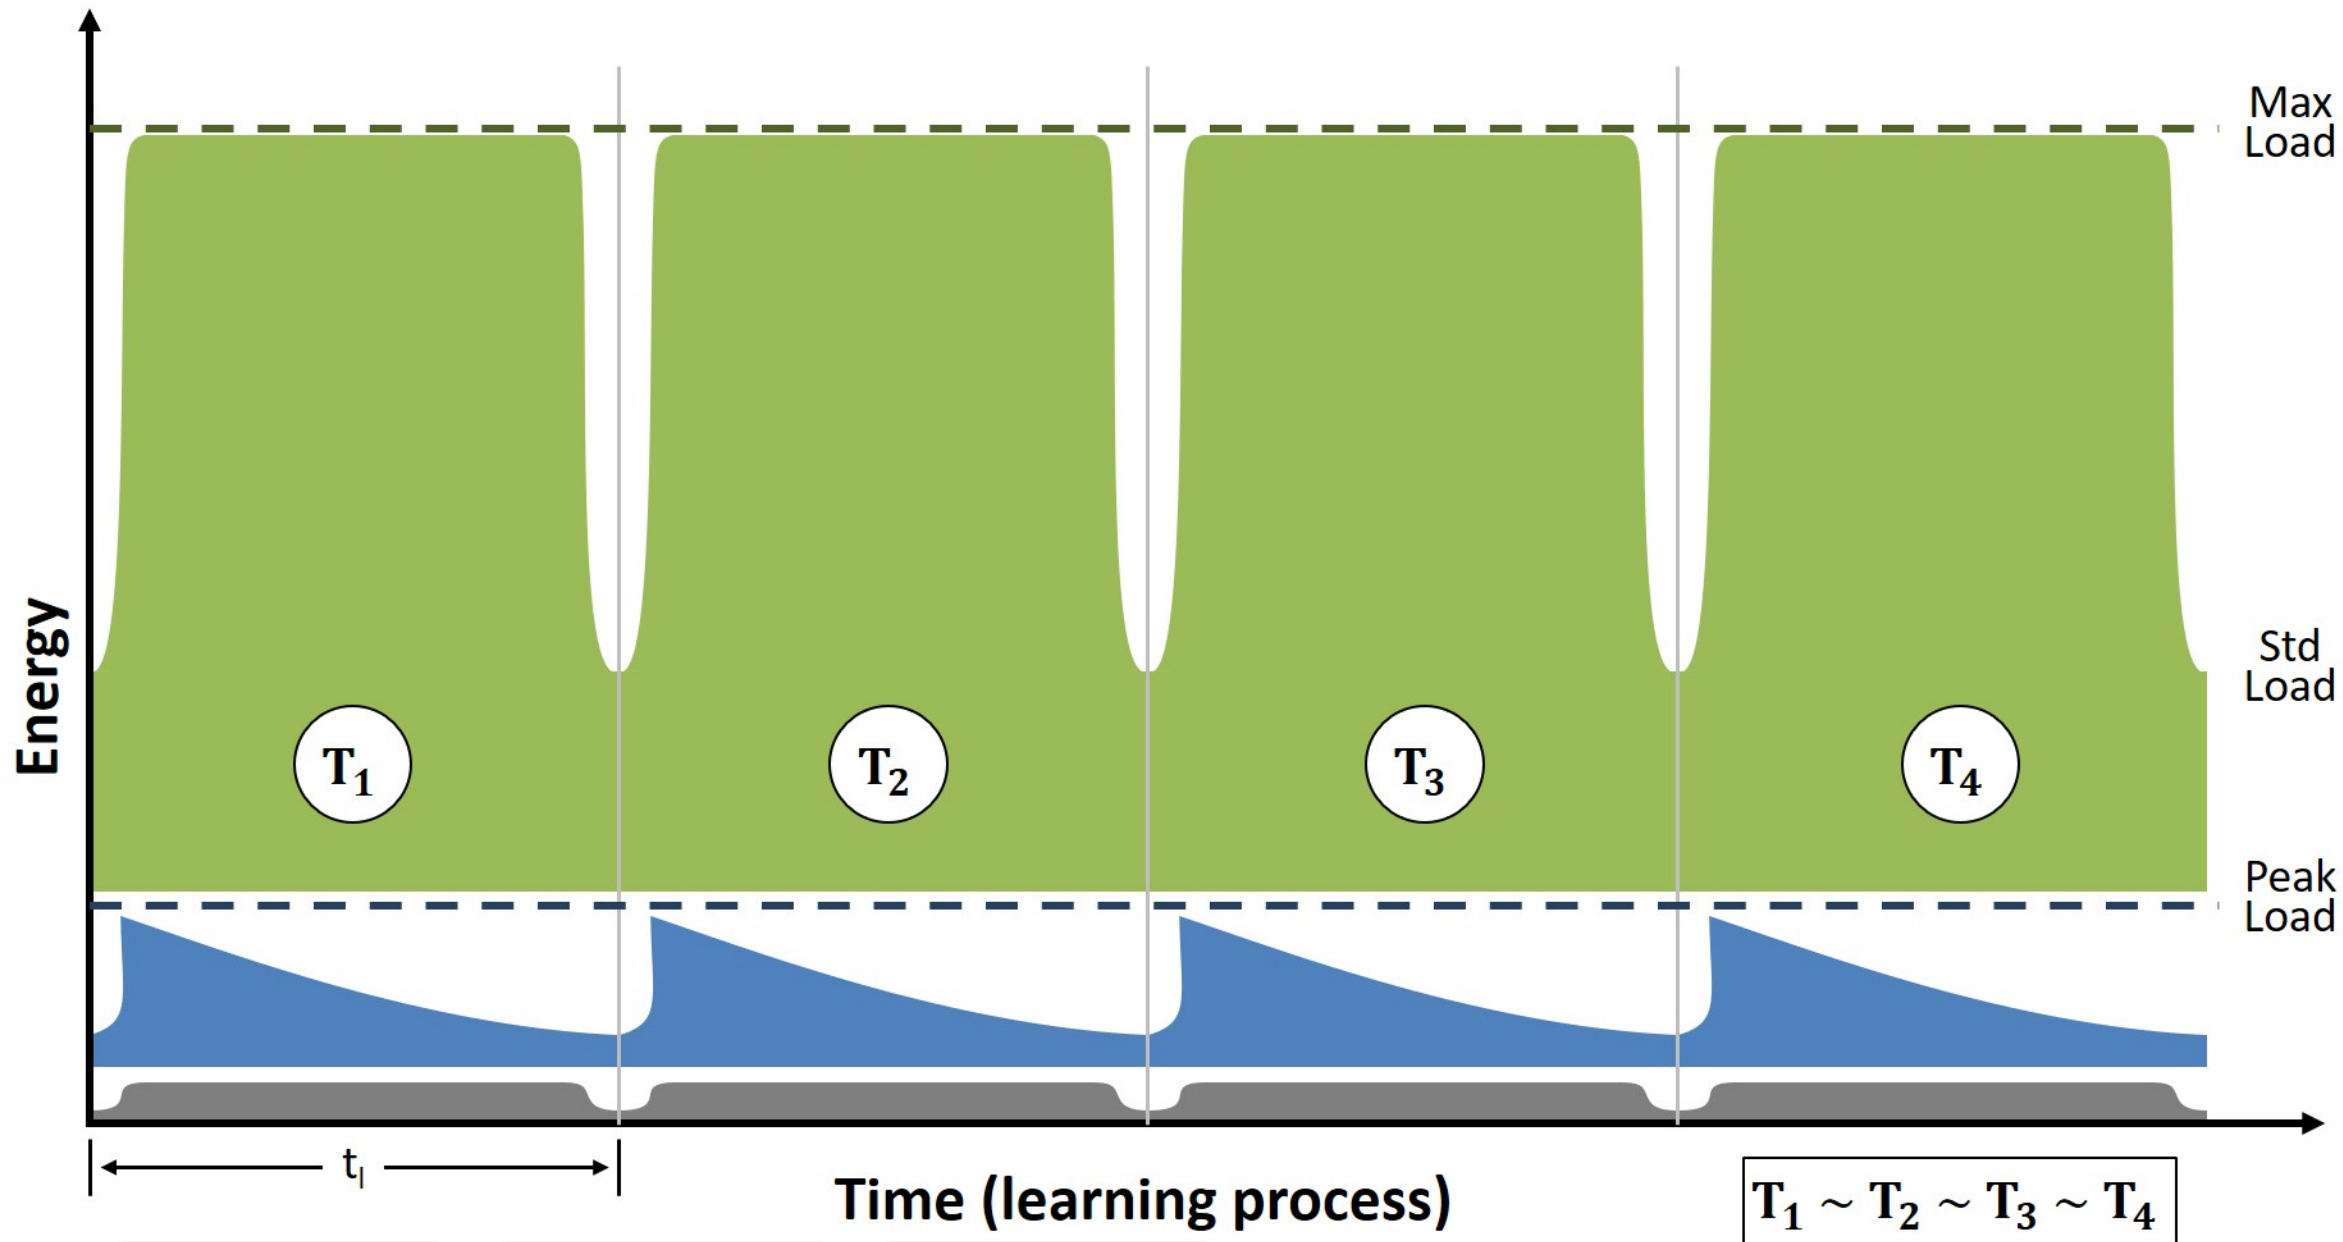 Max
Load
Std
Load
Energy
T₁
T₂
T₃
T₄
Peak
Load
tₗ
Time (learning process)
T₁ ~ T₂ ~ T₃ ~ T₄